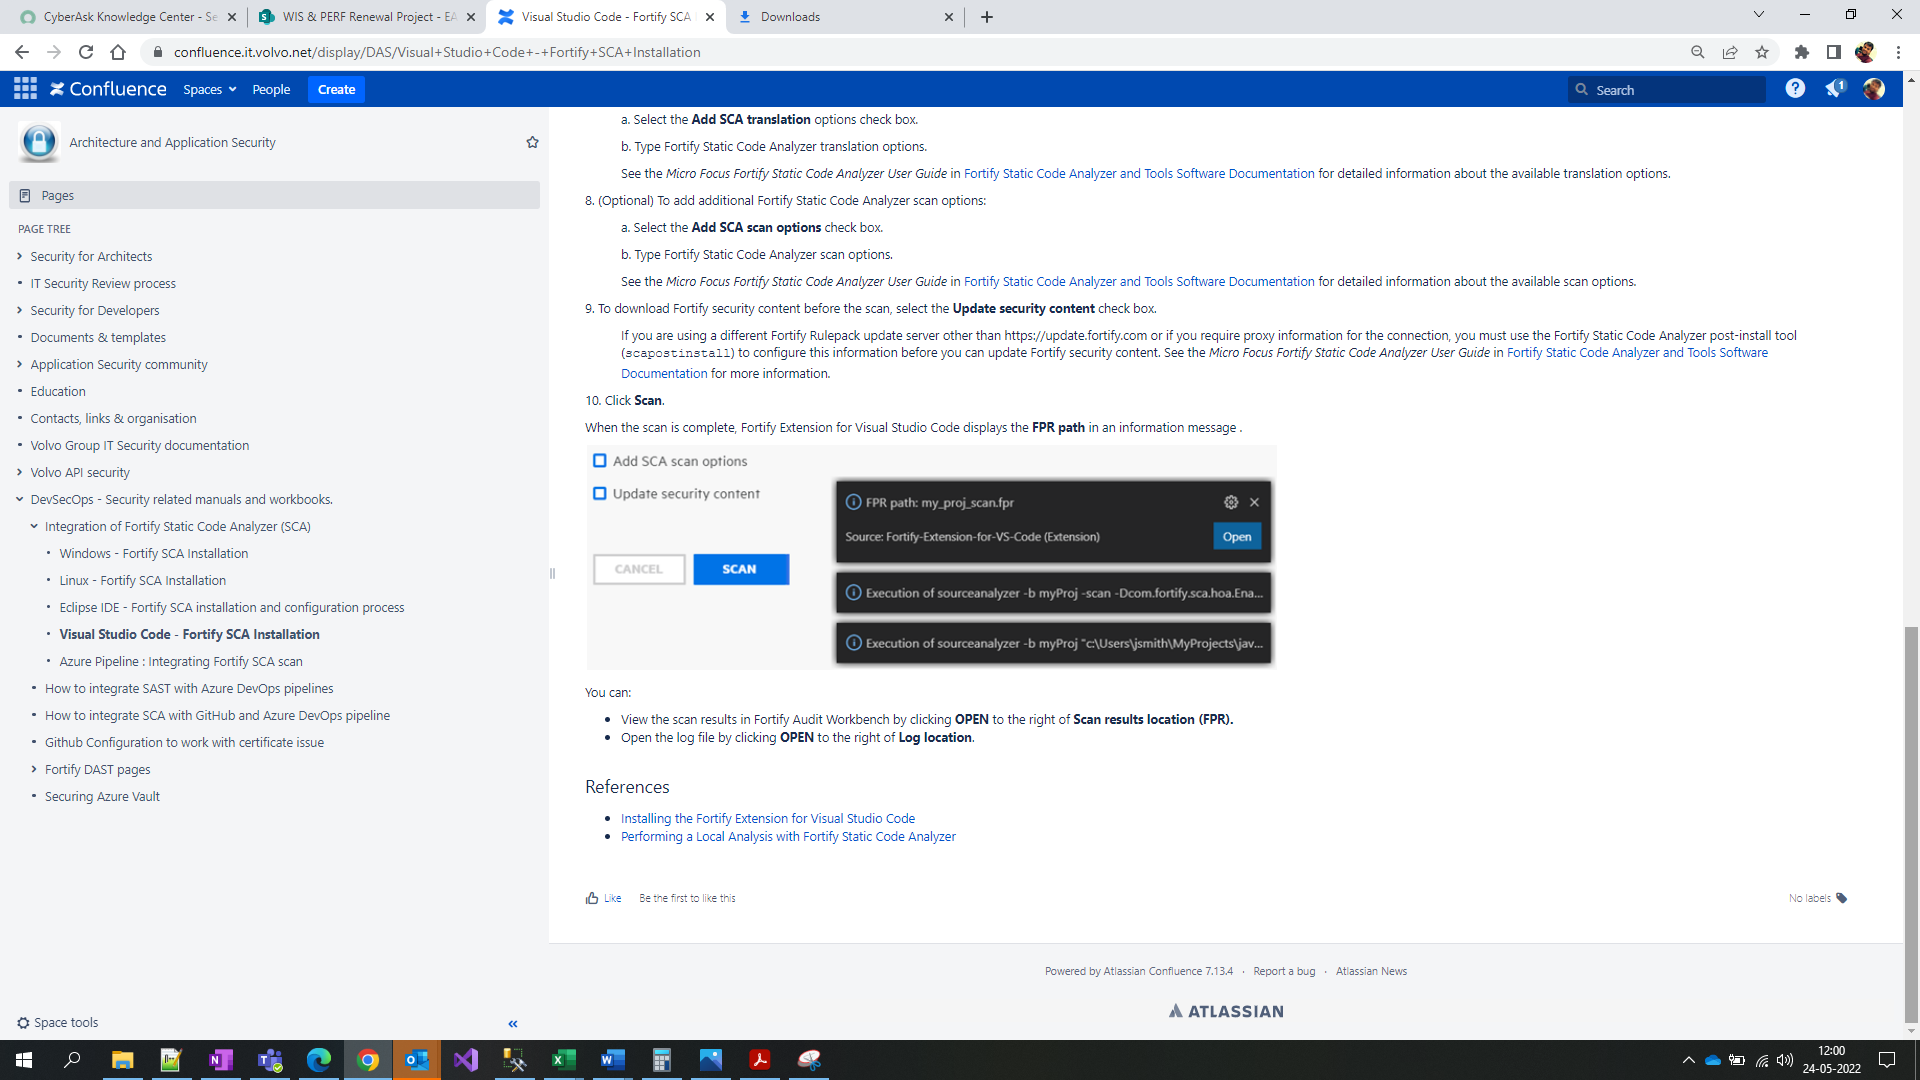 CyberAsk Knowledge Center - Se
WIS & PERF Renewal Project - EA
Visual Studio Code - Fortify SCA
Downloads
confluence.it.volvo.net/display/DAS/Visual+Studio+Code+-+Fortify+SCA+Installation
Confluence Spaces People Create Search 1
Architecture and Application Security
Pages
PAGE TREE
Security for Architects
IT Security Review process
Security for Developers
Documents & templates
Application Security community
Education
Contacts, links & organisation
Volvo Group IT Security documentation
Volvo API security
DevSecOps - Security related manuals and workbooks.
Integration of Fortify Static Code Analyzer (SCA)
Windows - Fortify SCA Installation
Linux - Fortify SCA Installation
Eclipse IDE - Fortify SCA installation and configuration process
Visual Studio Code - Fortify SCA Installation
Azure Pipeline : Integrating Fortify SCA scan
How to integrate SAST with Azure DevOps pipelines
How to integrate SCA with GitHub and Azure DevOps pipeline
Github Configuration to work with certificate issue
Fortify DAST pages
Securing Azure Vault
Space tools
a. Select the Add SCA translation options check box.
b. Type Fortify Static Code Analyzer translation options.
See the Micro Focus Fortify Static Code Analyzer User Guide in Fortify Static Code Analyzer and Tools Software Documentation for detailed information about the available translation options.
8. (Optional) To add additional Fortify Static Code Analyzer scan options:
a. Select the Add SCA scan options check box.
b. Type Fortify Static Code Analyzer scan options.
See the Micro Focus Fortify Static Code Analyzer User Guide in Fortify Static Code Analyzer and Tools Software Documentation for detailed information about the available scan options.
9. To download Fortify security content before the scan, select the Update security content check box.
If you are using a different Fortify Rulepack update server other than https://update.fortify.com or if you require proxy information for the connection, you must use the Fortify Static Code Analyzer post-install tool
(scapostinstall) to configure this information before you can update Fortify security content. See the Micro Focus Fortify Static Code Analyzer User Guide in Fortify Static Code Analyzer and Tools Software
Documentation for more information.
10. Click Scan.
When the scan is complete, Fortify Extension for Visual Studio Code displays the FPR path in an information message .
Add SCA scan options
Update security content
CANCEL SCAN
FPR path: my_proj_scan.fpr
Source: Fortify-Extension-for-VS-Code (Extension) Open
Execution of sourceanalyzer -b myProj -scan -Dcom.fortify.sca.hoa.Ena...
Execution of sourceanalyzer -b myProj "c:\Users\jsmith\MyProjects\jav...
You can:
View the scan results in Fortify Audit Workbench by clicking OPEN to the right of Scan results location (FPR).
Open the log file by clicking OPEN to the right of Log location.
References
Installing the Fortify Extension for Visual Studio Code
Performing a Local Analysis with Fortify Static Code Analyzer
Like Be the first to like this No labels
Powered by Atlassian Confluence 7.13.4 · Report a bug · Atlassian News
ATLASSIAN
12:00
24-05-2022